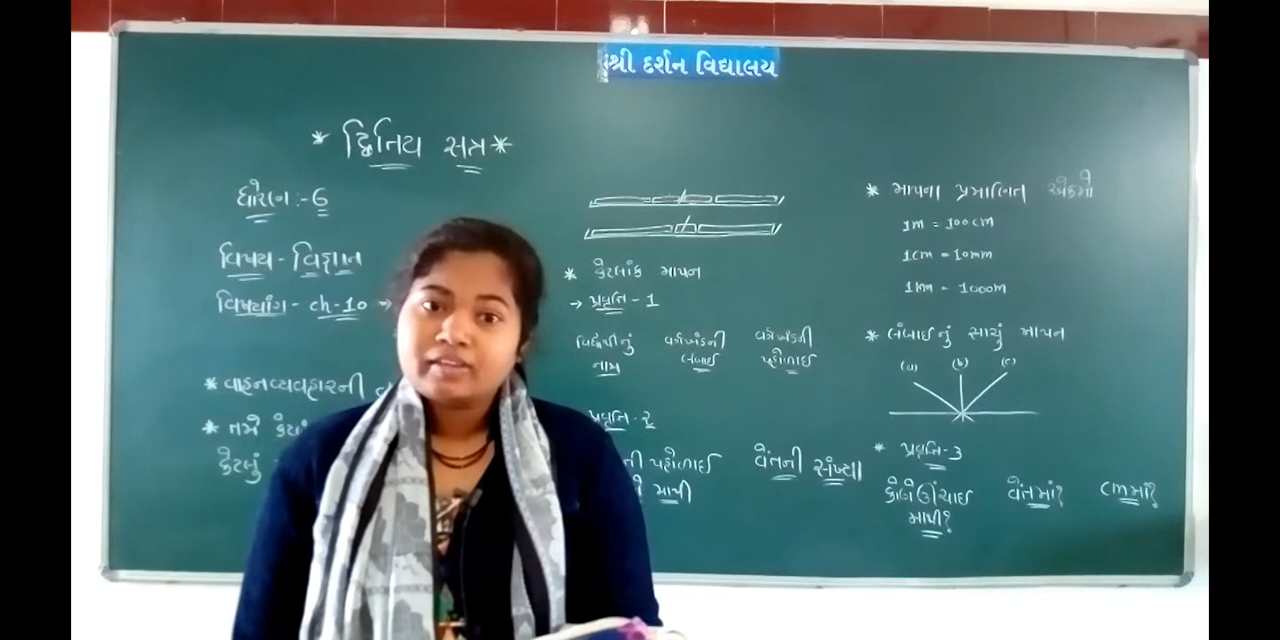 શ્રી દર્શન વિદ્યાલય
* દ્વિતિય સત્ર *
ધોરણ :- 6
વિષય - વિજ્ઞાન
વિષયાંગ - ch-10 →
* વાહનવ્યવહારની
* તમે કેટલાં
કેટલું
* કેટલાંક માપન
→ પ્રવૃત્તિ - 1
વિદ્યાર્થીનું નામ
વર્ગખંડની લંબાઈ
વર્ગખંડની પહોળાઈ
પ્રવૃત્તિ - ૨
ની પહોળાઈ
માપી
વેંતની સંખ્યા
* માપના પ્રમાણિત એકમો
1m = 100cm
1cm = 10mm
1km - 1000m
* લંબાઈનું સાચું માપન
(a) (b) (c)
* પ્રવૃત્તિ-3
કોણે ઊંચાઈ માપી?
વેંતમાં?
cmમાં?